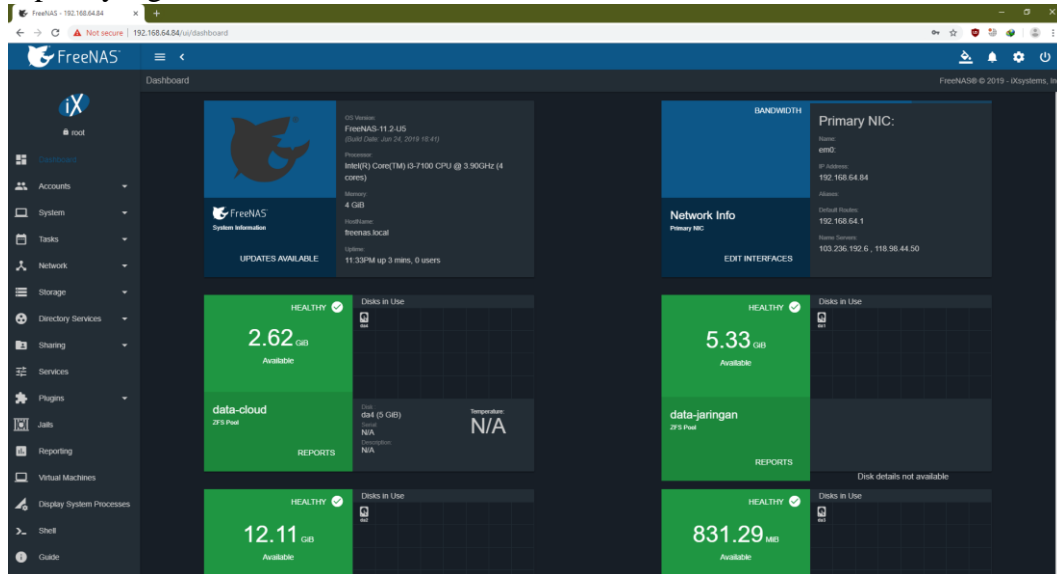 FreeNAS - 192.168.64.84
Not secure | 192.168.64.84/ui/dashboard
FreeNAS®
Dashboard
FreeNAS® © 2019 - iXsystems, In
iX
root
Dashboard
Accounts
System
Tasks
Network
Storage
Directory Services
Sharing
Services
Plugins
Jails
Reporting
Virtual Machines
Display System Processes
Shell
Guide
FreeNAS
System Information
UPDATES AVAILABLE
OS Version:
FreeNAS-11.2-U5
(Build Date: Jun 24, 2019 18:41)
Processor:
Intel(R) Core(TM) i3-7100 CPU @ 3.90GHz (4
cores)
Memory:
4 GiB
HostName:
freenas.local
Uptime:
11:33PM up 3 mins, 0 users
BANDWIDTH
Network Info
Primary NIC
EDIT INTERFACES
Primary NIC:
Name:
em0:
IP Address:
192.168.64.84
Aliases:
Default Routes:
192.168.64.1
Name Servers:
103.236.192.6 , 118.98.44.50
HEALTHY
2.62 GiB
Available
data-cloud
ZFS Pool
REPORTS
Disks in Use
da4
Disk:
da4 (5 GiB)
Serial:
N/A
Description:
N/A
Temperature:
N/A
HEALTHY
5.33 GiB
Available
data-jaringan
ZFS Pool
REPORTS
Disks in Use
da1
Disk details not available
HEALTHY
12.11 GiB
Available
Disks in Use
da2
HEALTHY
831.29 MiB
Available
Disks in Use
da3